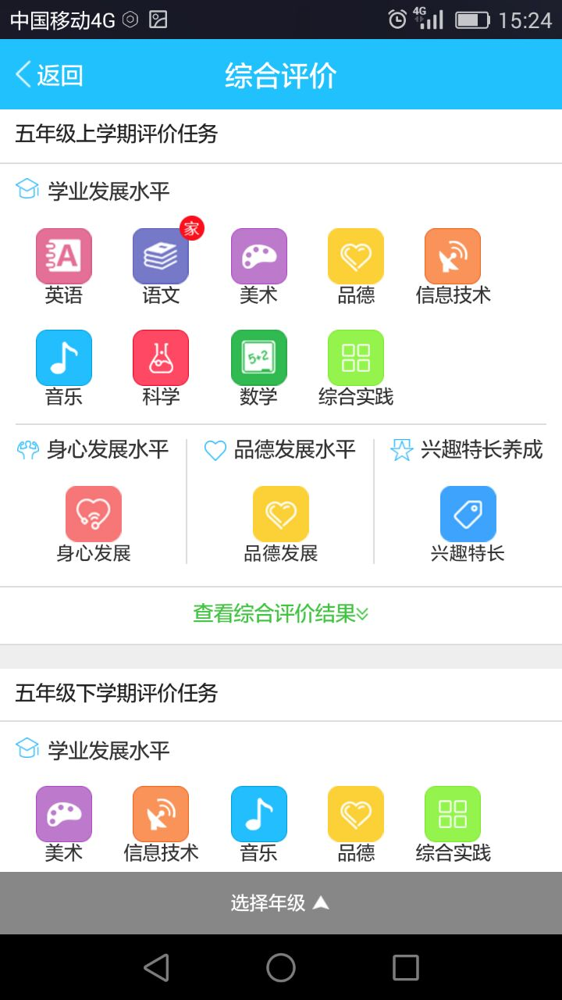 中国移动4G 4G 15:24
返回 综合评价
五年级上学期评价任务
学业发展水平
A 家 5+2
英语 语文 美术 品德 信息技术
音乐 科学 数学 综合实践
身心发展水平 品德发展水平 兴趣特长养成
身心发展 品德发展 兴趣特长
查看综合评价结果
五年级下学期评价任务
学业发展水平
美术 信息技术 音乐 品德 综合实践
选择年级